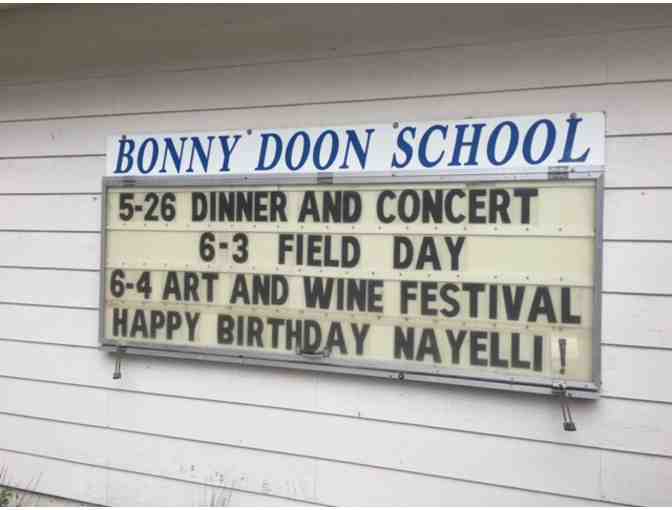 BONNY DOON SCHOOL
5-26 DINNER AND CONCERT
6-3 FIELD DAY
6-4 ART AND WINE FESTIVAL
HAPPY BIRTHDAY NAYELLI!